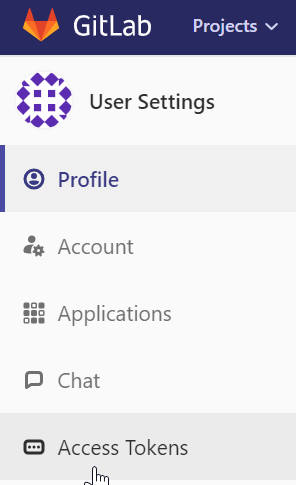 GitLab Projects
User Settings
Profile
Account
Applications
Chat
Access Tokens